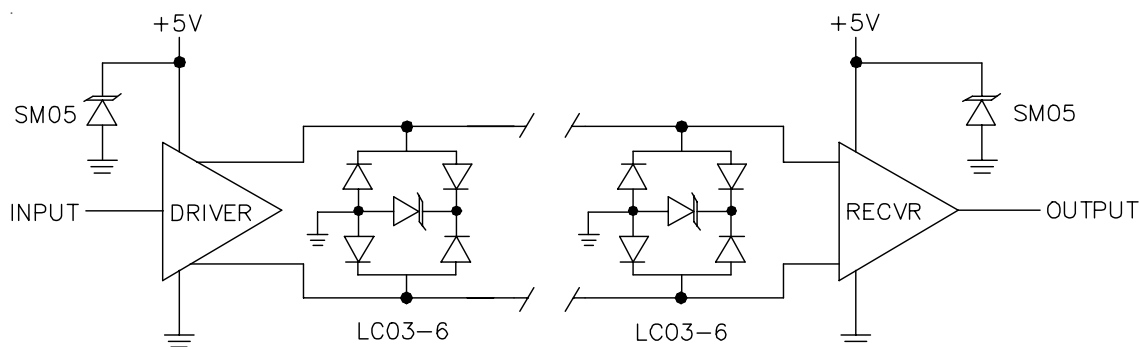 +5V
+5V
SM05
SM05
INPUT
DRIVER
RECVR
OUTPUT
LC03-6
LC03-6